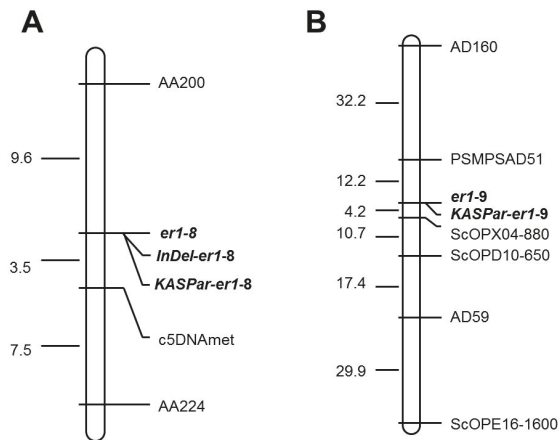 A
AA200
9.6
er1-8
InDel-er1-8
3.5
KASPar-er1-8
c5DNAmet
7.5
AA224
B
AD160
32.2
PSMPSAD51
12.2
er1-9
4.2
KASPar-er1-9
10.7
ScOPX04-880
ScOPD10-650
17.4
AD59
29.9
ScOPE16-1600